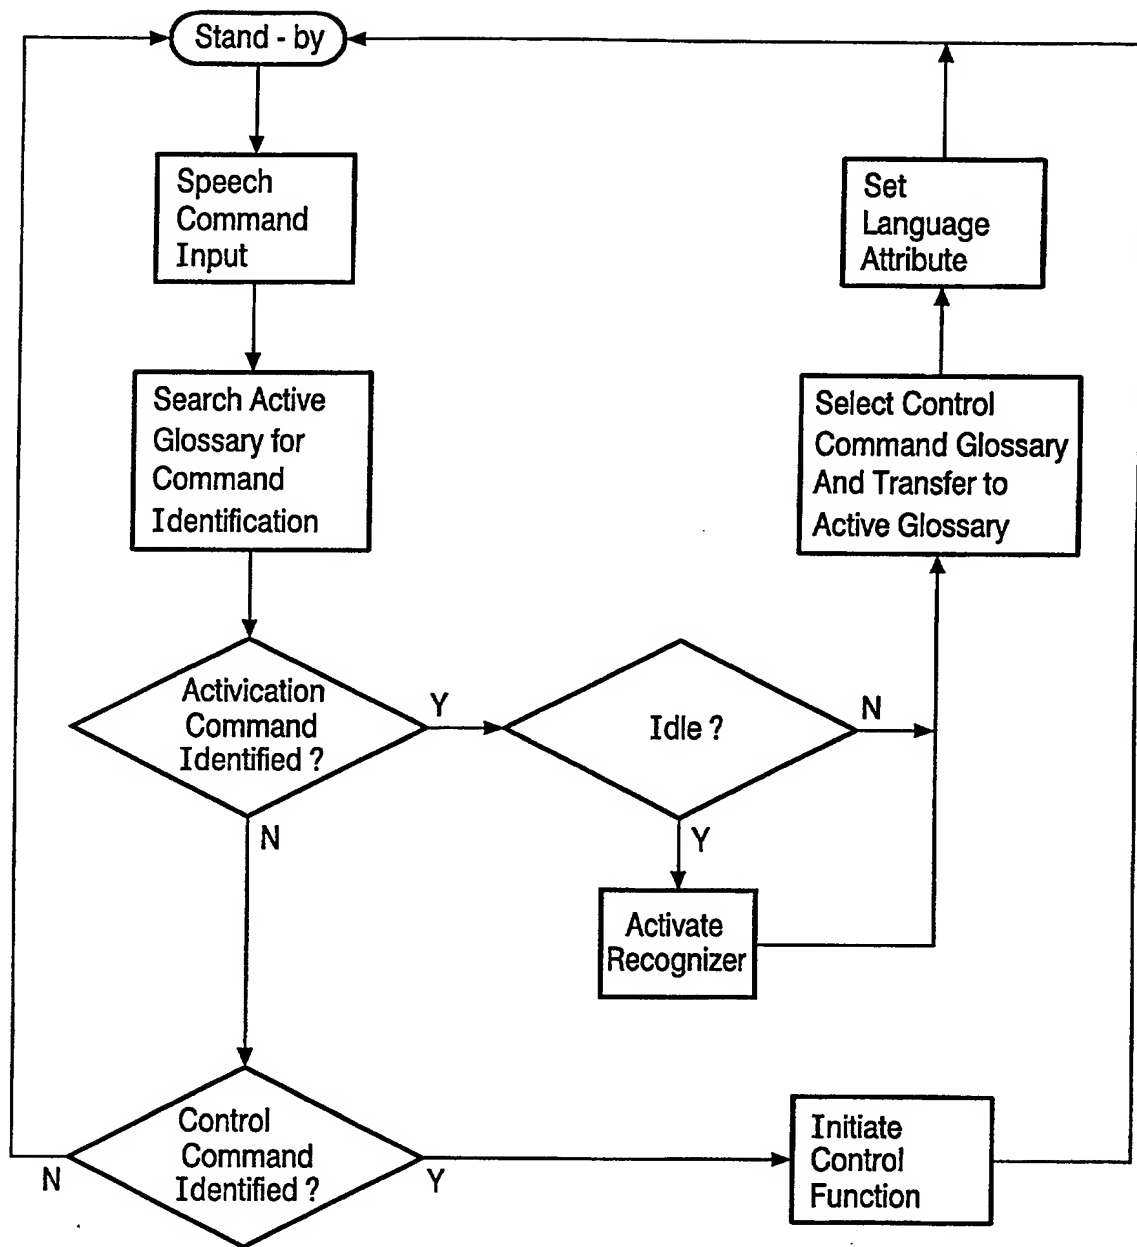 Stand - by
Speech
Command
Input
Set
Language
Attribute
Search Active
Glossary for
Command
Identification
Select Control
Command Glossary
And Transfer to
Active Glossary
Activication
Command
Identified ?
Y
Idle ?
N
N
Y
Activate
Recognizer
Control
Command
Identified ?
N
Y
Initiate
Control
Function